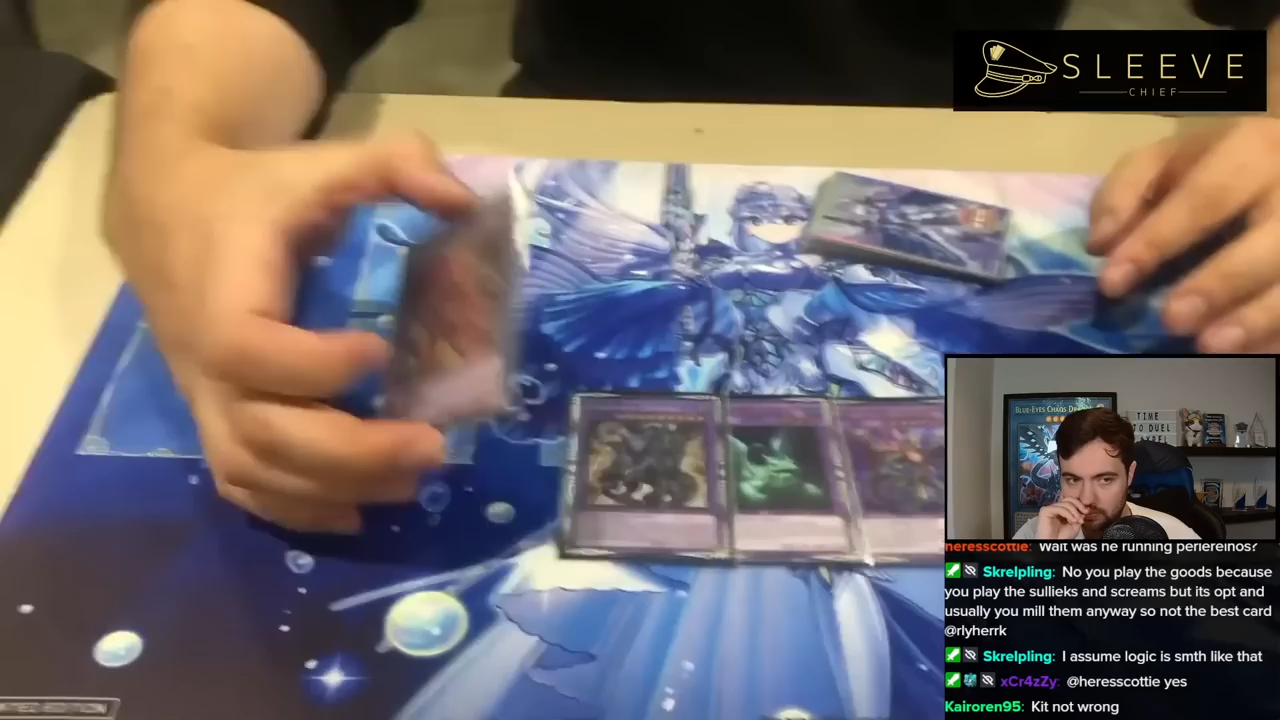 SLEEVE
CHIEF
BLUE-EYES CHAOS
TIME
TO DUEL
heresscottie: Wait was he running perlereinos?
Skrelpling: No you play the goods because
you play the sullieks and screams but its opt and
usually you mill them anyway so not the best card
@rlyherrk
Skrelpling: I assume logic is smth like that
xCr4zZy: @heresscottie yes
Kairoren95: Kit not wrong